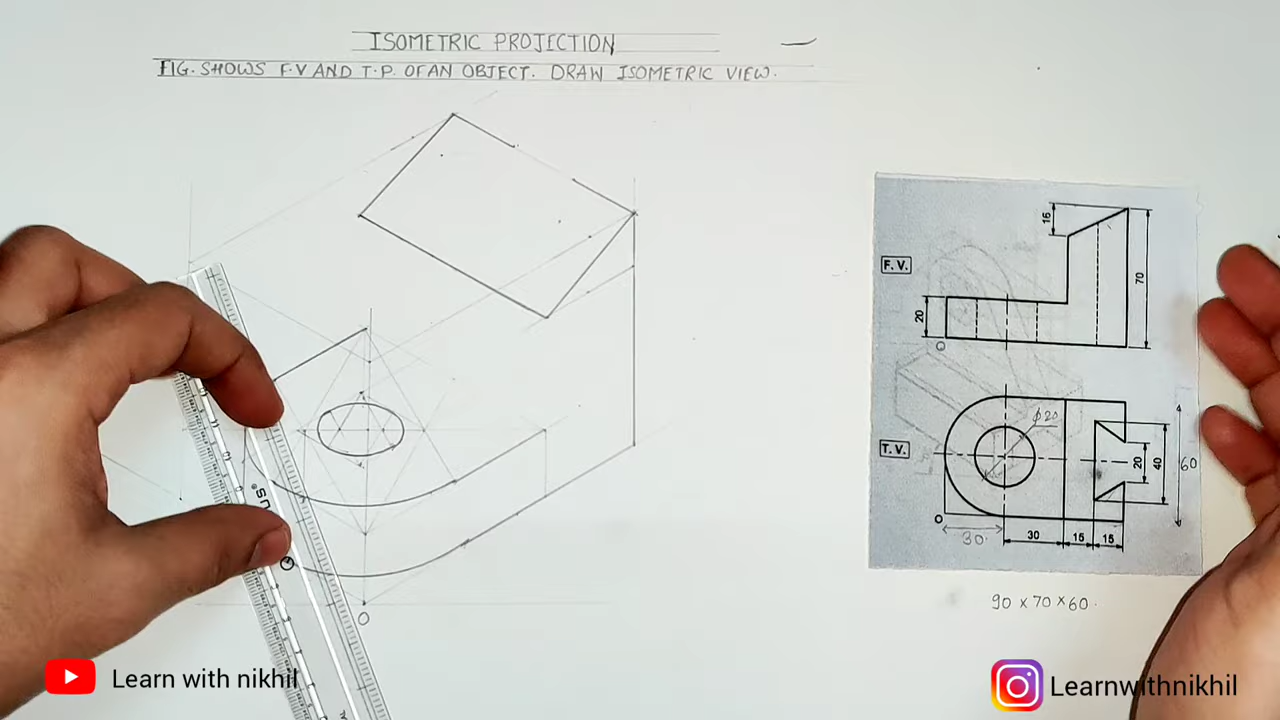 ISOMETRIC PROJECTION
FIG. SHOWS F.V AND T.P. OF AN OBJECT. DRAW ISOMETRIC VIEW.
15
F. V.
70
20
O
φ20
T. V.
20
40
60
O
30
30
15
15
90 x 70 x 60.
O
Learn with nikhil
Learnwithnikhil